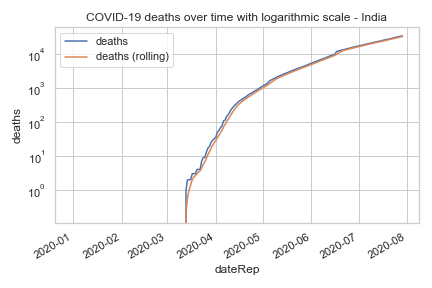 COVID-19 deaths over time with logarithmic scale - India
deaths
deaths (rolling)
10⁴
10³
10²
10¹
10⁰
deaths
2020-01
2020-02
2020-03
2020-04
2020-05
2020-06
2020-07
2020-08
dateRep